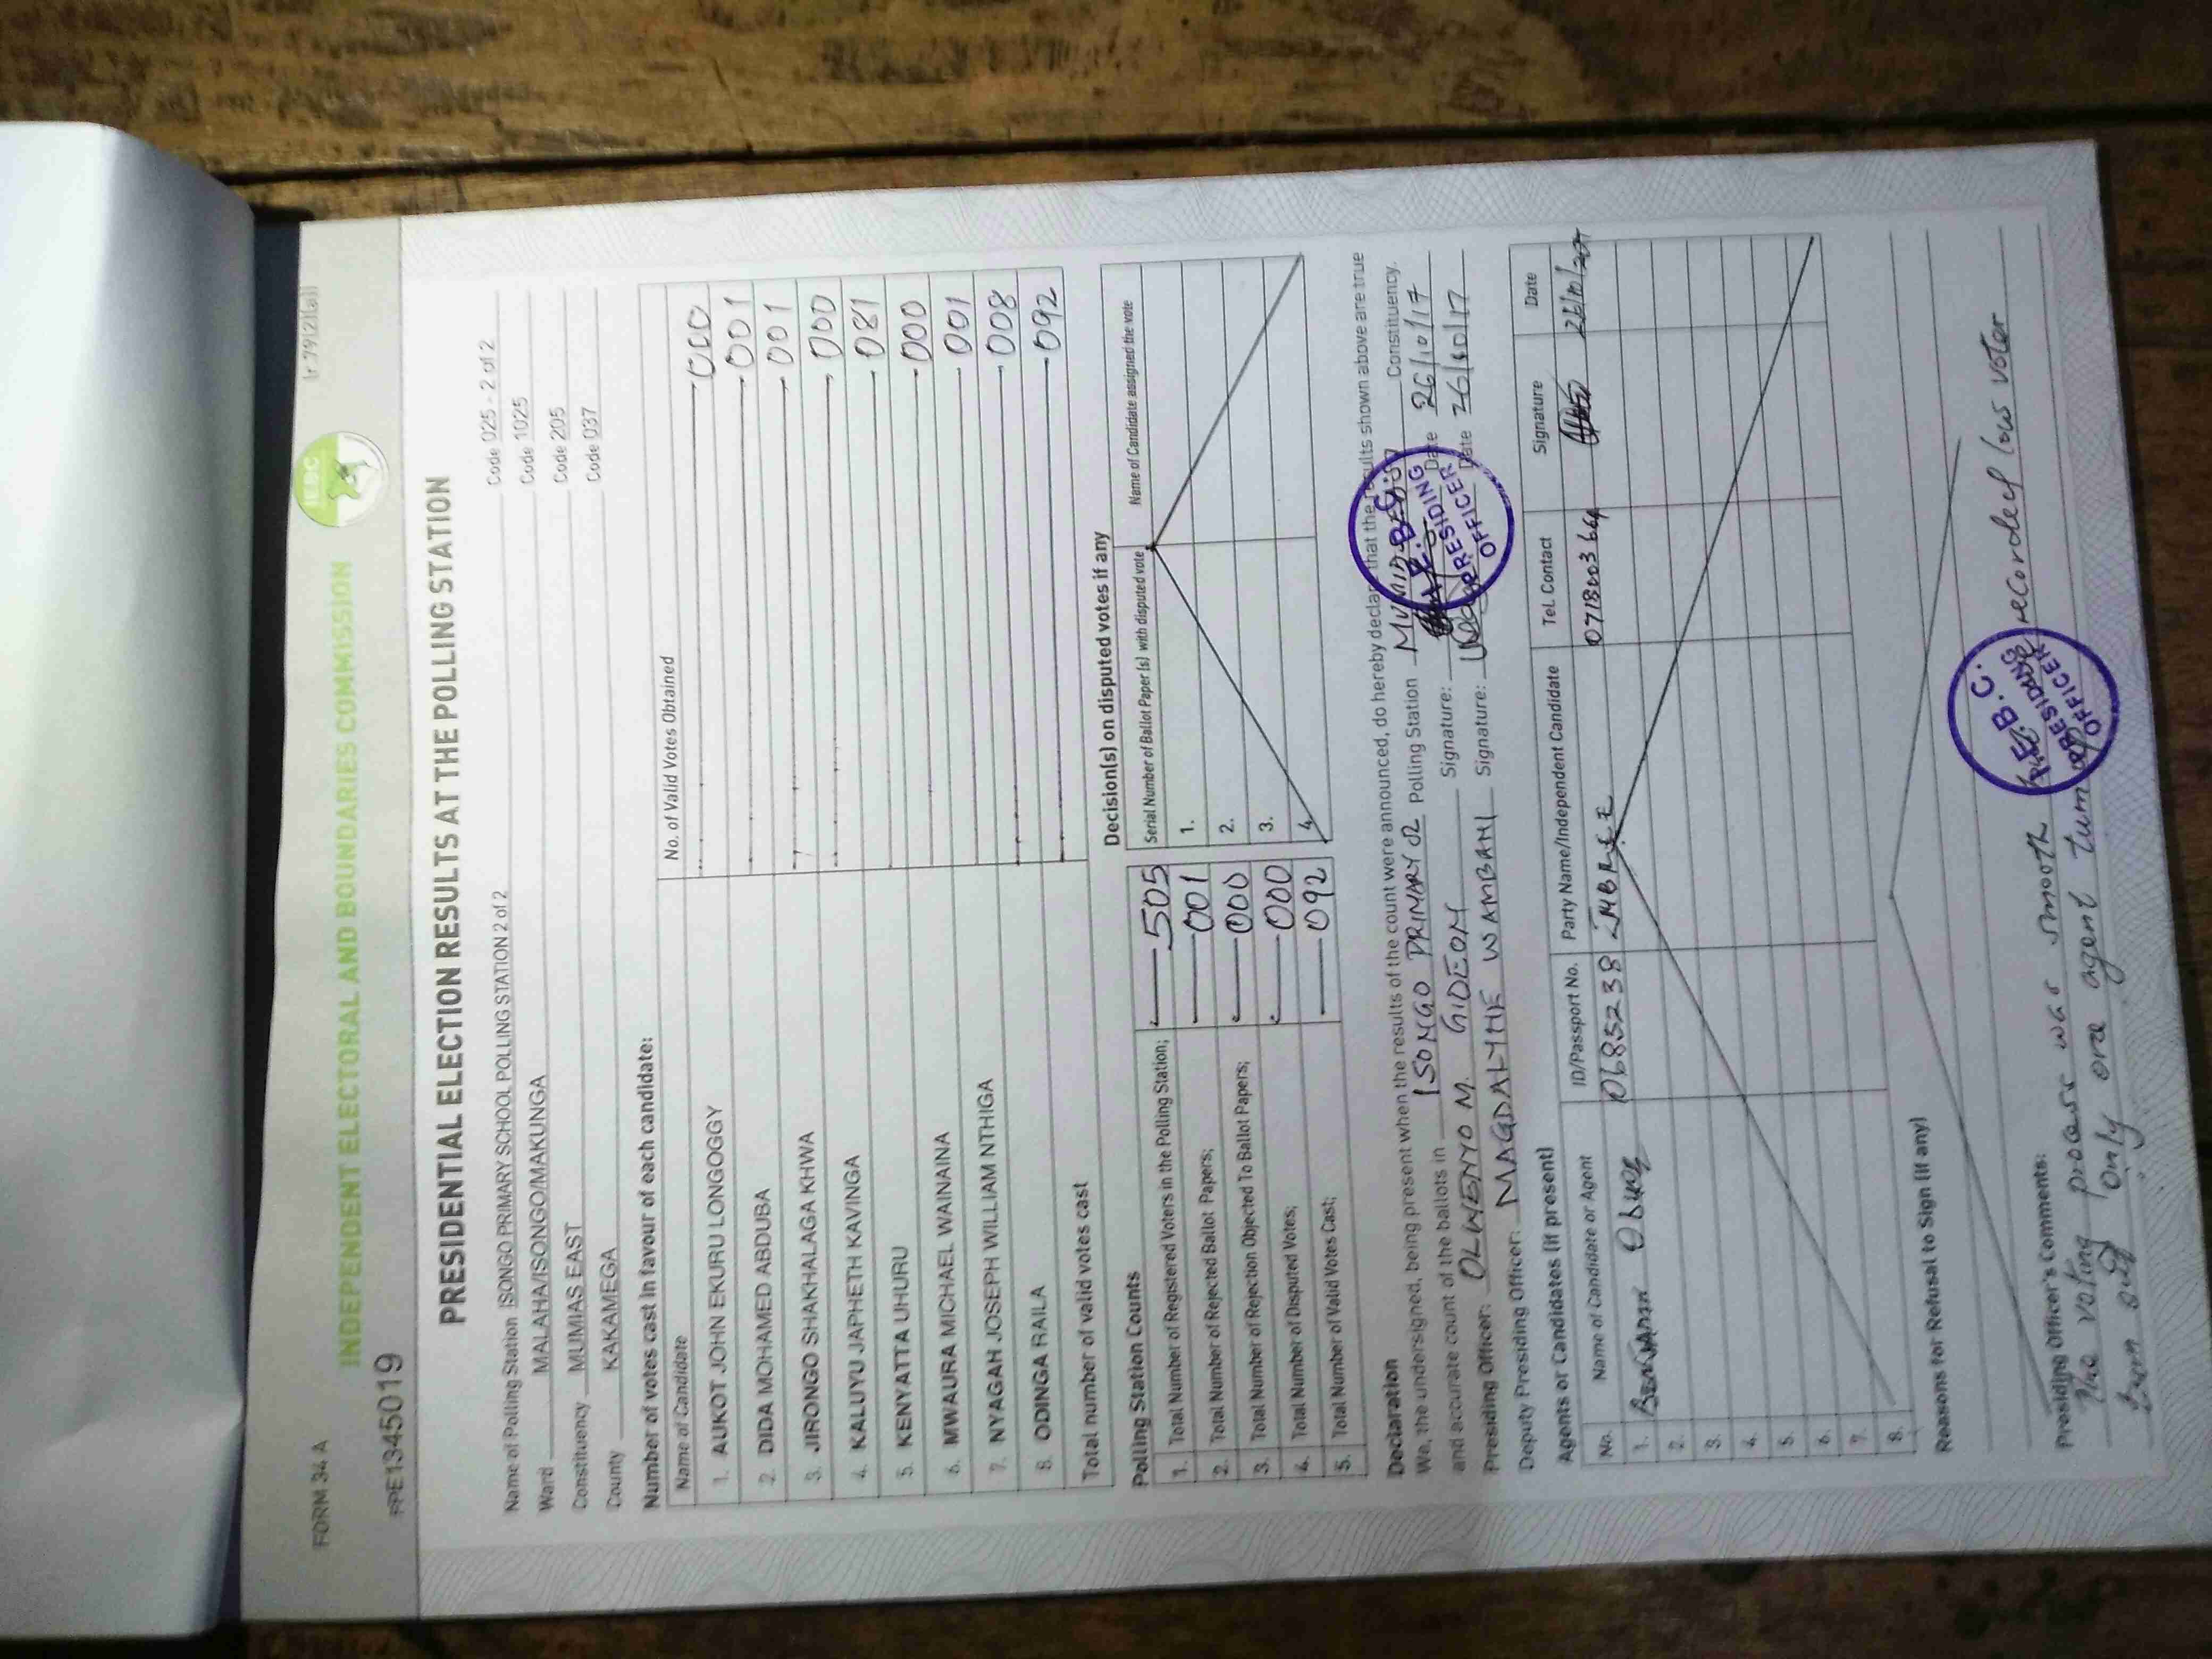 FORM 34 A
(r.79(2)(a))
IEBC
INDEPENDENT ELECTORAL AND BOUNDARIES COMMISSION
PRE1345019
PRESIDENTIAL ELECTION RESULTS AT THE POLLING STATION
Name of Polling Station ISONGO PRIMARY SCHOOL POLLING STATION 2 of 2 Code 025 - 2 of 2
Ward MALAHA/ISONGO/MAKUNGA Code 1025
Constituency MUMIAS EAST Code 205
County KAKAMEGA Code 037
Number of votes cast in favour of each candidate:
Name of Candidate No. of Valid Votes Obtained
1. AUKOT JOHN EKURU LONGOGGY 000
2. DIDA MOHAMED ABDUBA 001
3. JIRONGO SHAKHALAGA KHWA 001
4. KALUYU JAPHETH KAVINGA 000
5. KENYATTA UHURU 081
6. MWAURA MICHAEL WAINAINA 000
7. NYAGAH JOSEPH WILLIAM NTHIGA 001
8. ODINGA RAILA 008
Total number of valid votes cast 092
Polling Station Counts
1. Total Number of Registered Voters in the Polling Station; 505
2. Total Number of Rejected Ballot Papers; 001
3. Total Number of Rejection Objected To Ballot Papers; 000
4. Total Number of Disputed Votes; 000
5. Total Number of Valid Votes Cast; 092
Decision(s) on disputed votes if any
Serial Number of Ballot Paper (s) with disputed vote Name of Candidate assigned the vote
1.
2.
3.
4.
Declaration
We, the undersigned, being present when the results of the count were announced, do hereby declare that the results shown above are true
and accurate count of the ballots in ISONGO PRIMARY 02 Polling Station MUMIAS EAST Constituency.
Presiding Officer: OLWENYO M. GIDEON Signature: Date 26/10/17
Deputy Presiding Officer: MAGDALYNE WAMBANI Signature: Date 26/10/17
I.E.B.C.
PRESIDING
OFFICER
Agents or Candidates (if present)
No. Name of Candidate or Agent ID/Passport No. Party Name/Independent Candidate Tel. Contact Signature Date
1. Obura 0685238 0718003664
2.
3.
4.
5.
6.
7.
8.
Reasons for Refusal to Sign (if any)
Presiding Officer's Comments:
The voting process was smooth recorded low voter
turn out only one agent turn up
I.E.B.C.
PRESIDING
OFFICER